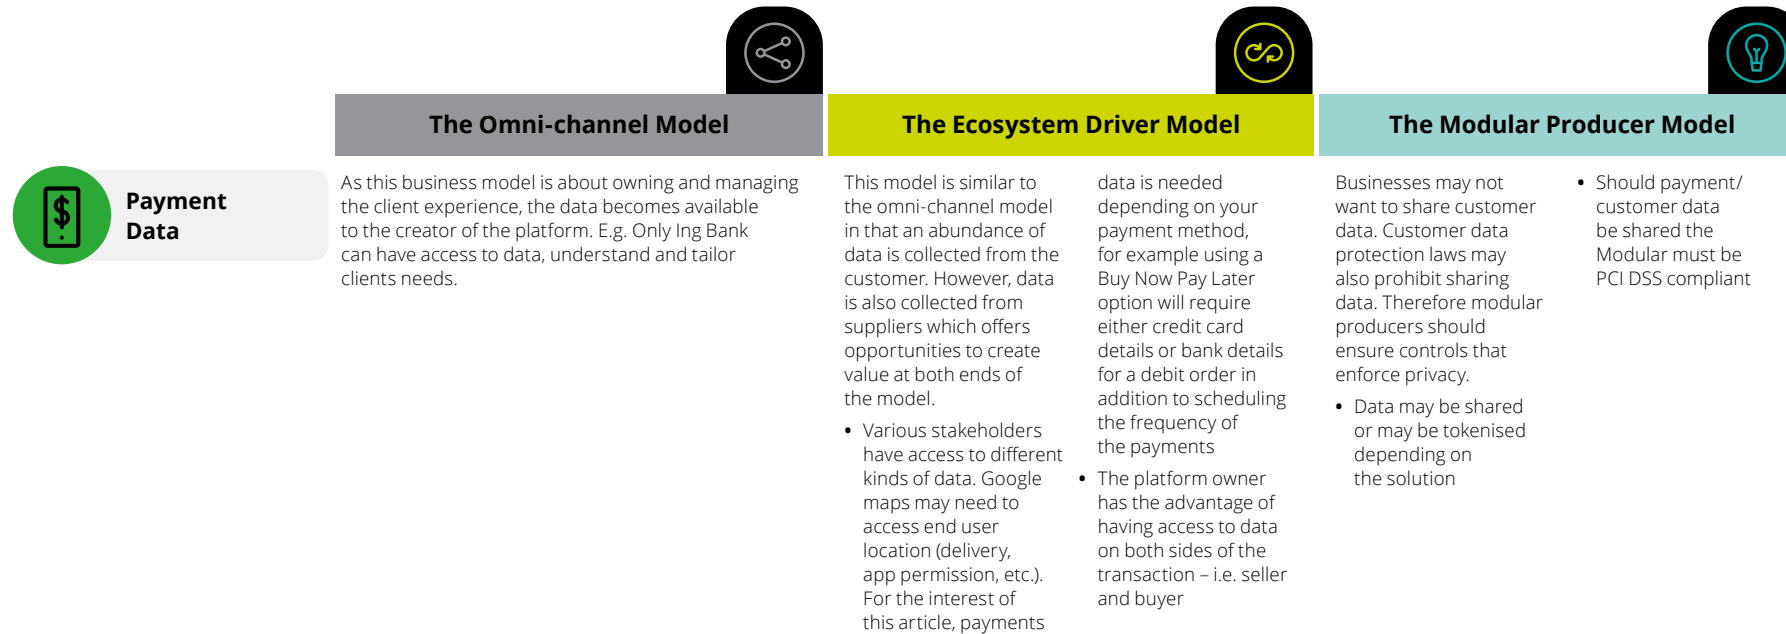 The Omni-channel Model
The Ecosystem Driver Model
The Modular Producer Model
$
Payment
Data
As this business model is about owning and managing
the client experience, the data becomes available
to the creator of the platform. E.g. Only Ing Bank
can have access to data, understand and tailor
clients needs.
This model is similar to
the omni-channel model
in that an abundance of
data is collected from the
customer. However, data
is also collected from
suppliers which offers
opportunities to create
value at both ends of
the model.
• Various stakeholders
have access to different
kinds of data. Google
maps may need to
access end user
location (delivery,
app permission, etc.).
For the interest of
this article, payments
data is needed
depending on your
payment method,
for example using a
Buy Now Pay Later
option will require
either credit card
details or bank details
for a debit order in
addition to scheduling
the frequency of
the payments
• The platform owner
has the advantage of
having access to data
on both sides of the
transaction – i.e. seller
and buyer
Businesses may not
want to share customer
data. Customer data
protection laws may
also prohibit sharing
data. Therefore modular
producers should
ensure controls that
enforce privacy.
• Data may be shared
or may be tokenised
depending on
the solution
• Should payment/
customer data
be shared the
Modular must be
PCI DSS compliant